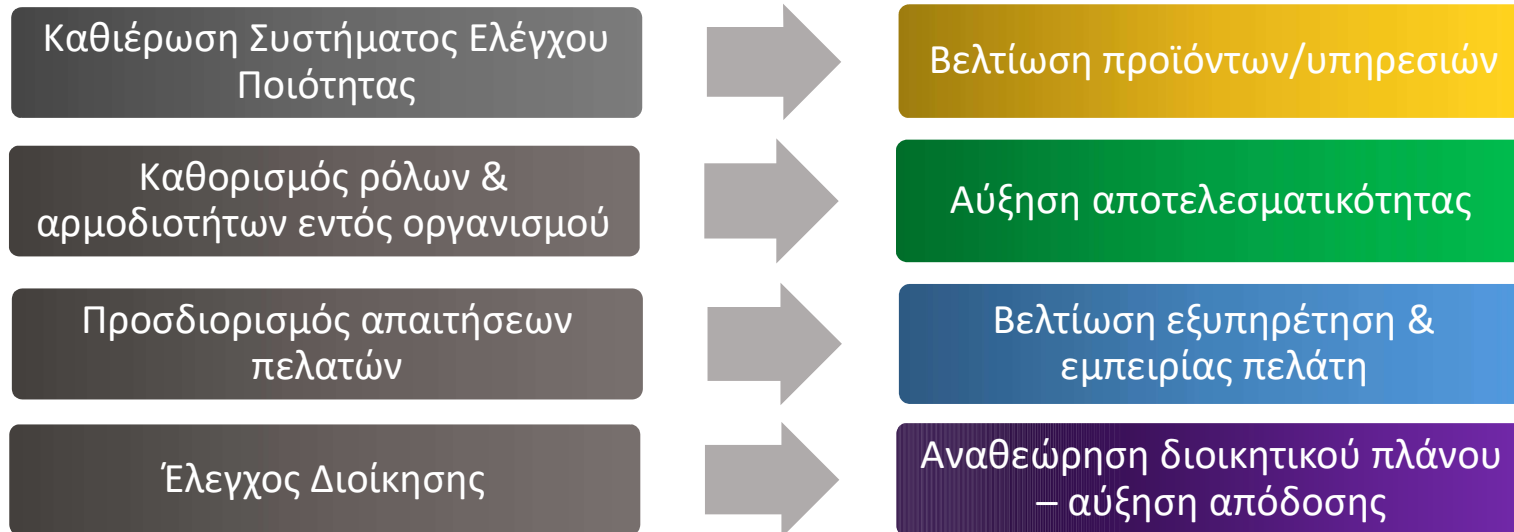 Καθιέρωση Συστήματος Ελέγχου
Ποιότητας
Βελτίωση προϊόντων/υπηρεσιών
Καθορισμός ρόλων &
αρμοδιοτήτων εντός οργανισμού
Αύξηση αποτελεσματικότητας
Προσδιορισμός απαιτήσεων
πελατών
Βελτίωση εξυπηρέτηση &
εμπειρίας πελάτη
Έλεγχος Διοίκησης
Αναθεώρηση διοικητικού πλάνου
– αύξηση απόδοσης